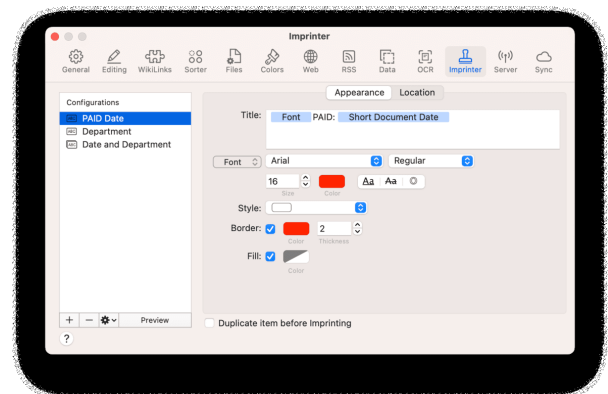 Imprinter
General Editing WikiLinks Sorter Files Colors Web RSS Data OCR Imprinter Server Sync
Appearance Location
Configurations
PAID Date
Department
Date and Department
Title: Font PAID: Short Document Date
Font Arial Regular
16 Aa Aa O
Size Color
Style:
Border: 2
Color Thickness
Fill:
Color
+ − Preview
Duplicate item before Imprinting
?